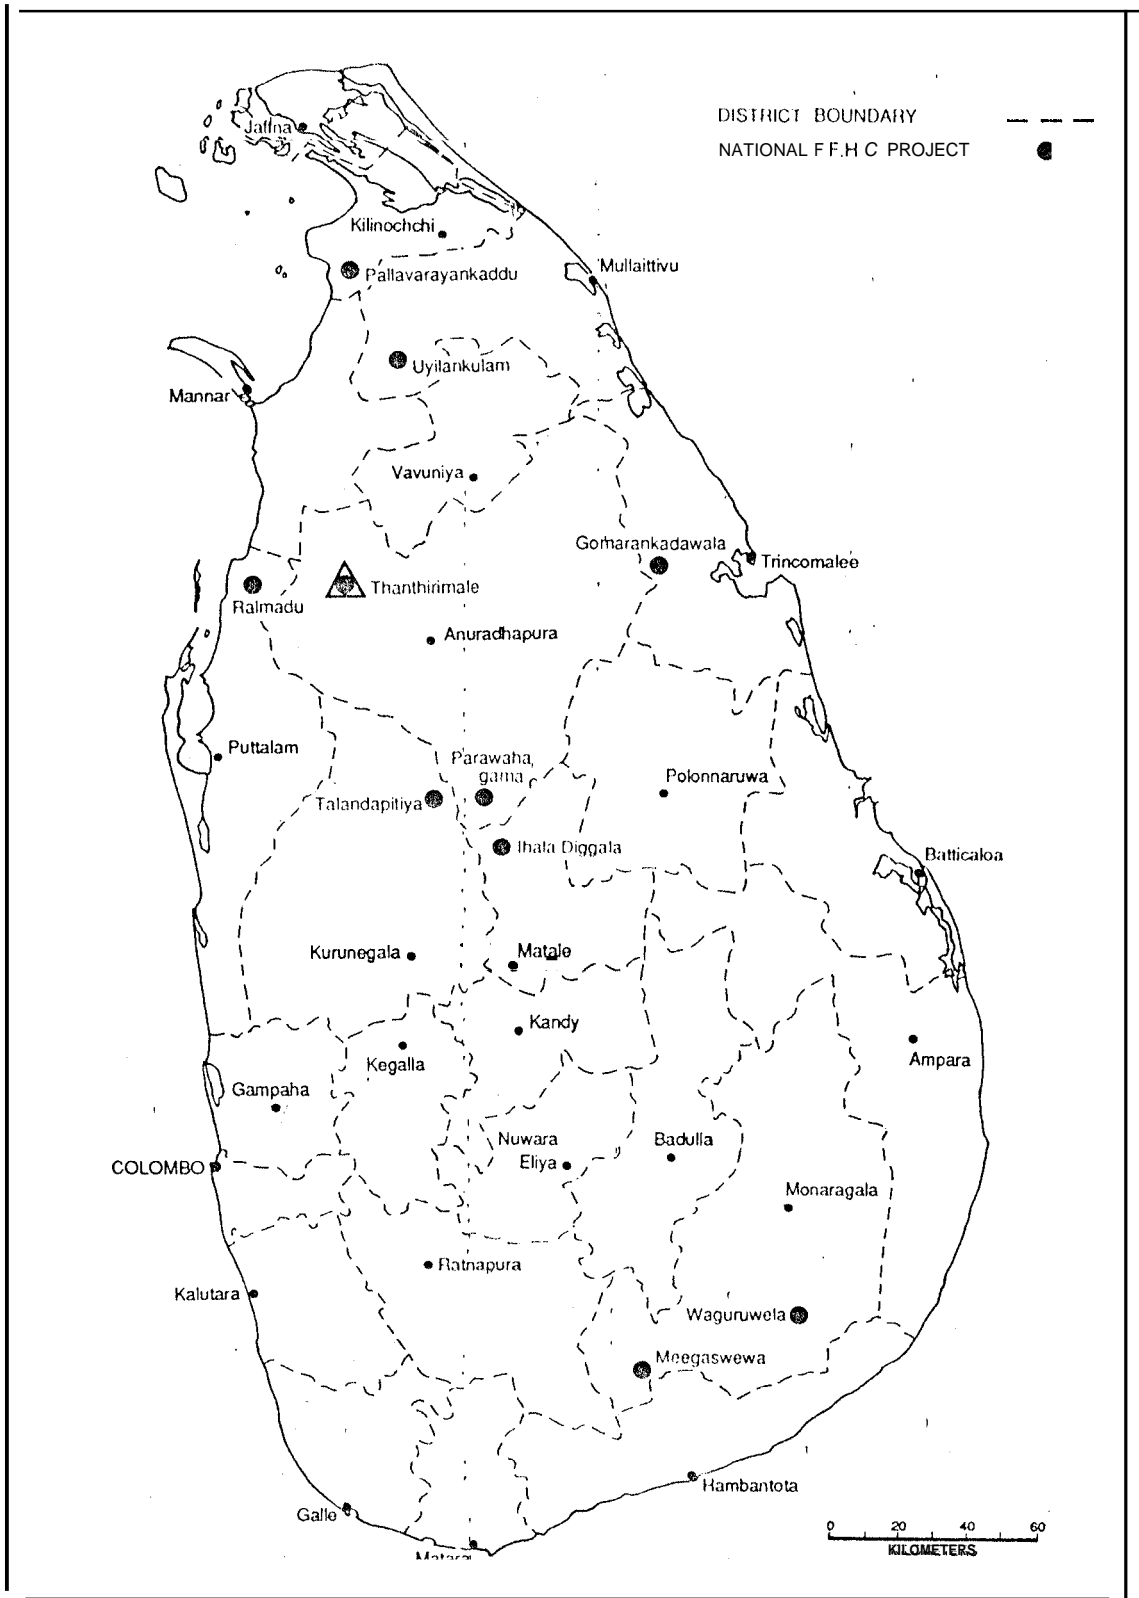 DISTRICT BOUNDARY
NATIONAL F F.H C PROJECT
Jaffna
Kilinochchi
Pallavarayankaddu
Mullaittivu
Uyilankulam
Mannar
Vavuniya
Gomarankadawala
Trincomalee
Thanthirimale
Ralmadu
Anuradhapura
Puttalam
Parawaha,
gama
Polonnaruwa
Talandapitiya
Ihala Diggala
Batticaloa
Kurunegala
Matale
Kandy
Kegalla
Ampara
Gampaha
Nuwara
Eliya
Badulla
COLOMBO
Monaragala
Ratnapura
Kalutara
Waguruwela
Meegaswewa
Hambantota
Galle
Matara
0 20 40 60
KILOMETERS